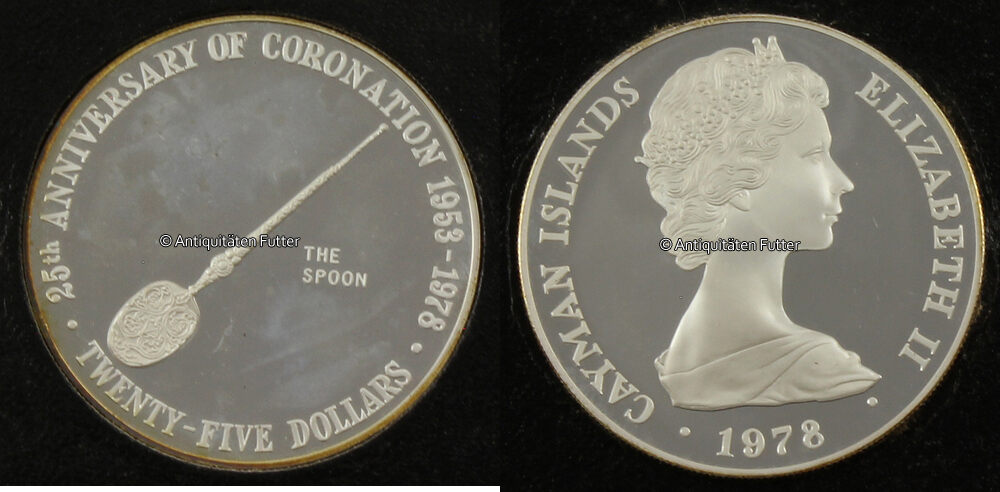 25th ANNIVERSARY OF CORONATION 1953-1978
THE
SPOON
· TWENTY-FIVE DOLLARS ·
© Antiquitäten Futter
CAYMAN ISLANDS
ELIZABETH II
· 1978 ·
© Antiquitäten Futter